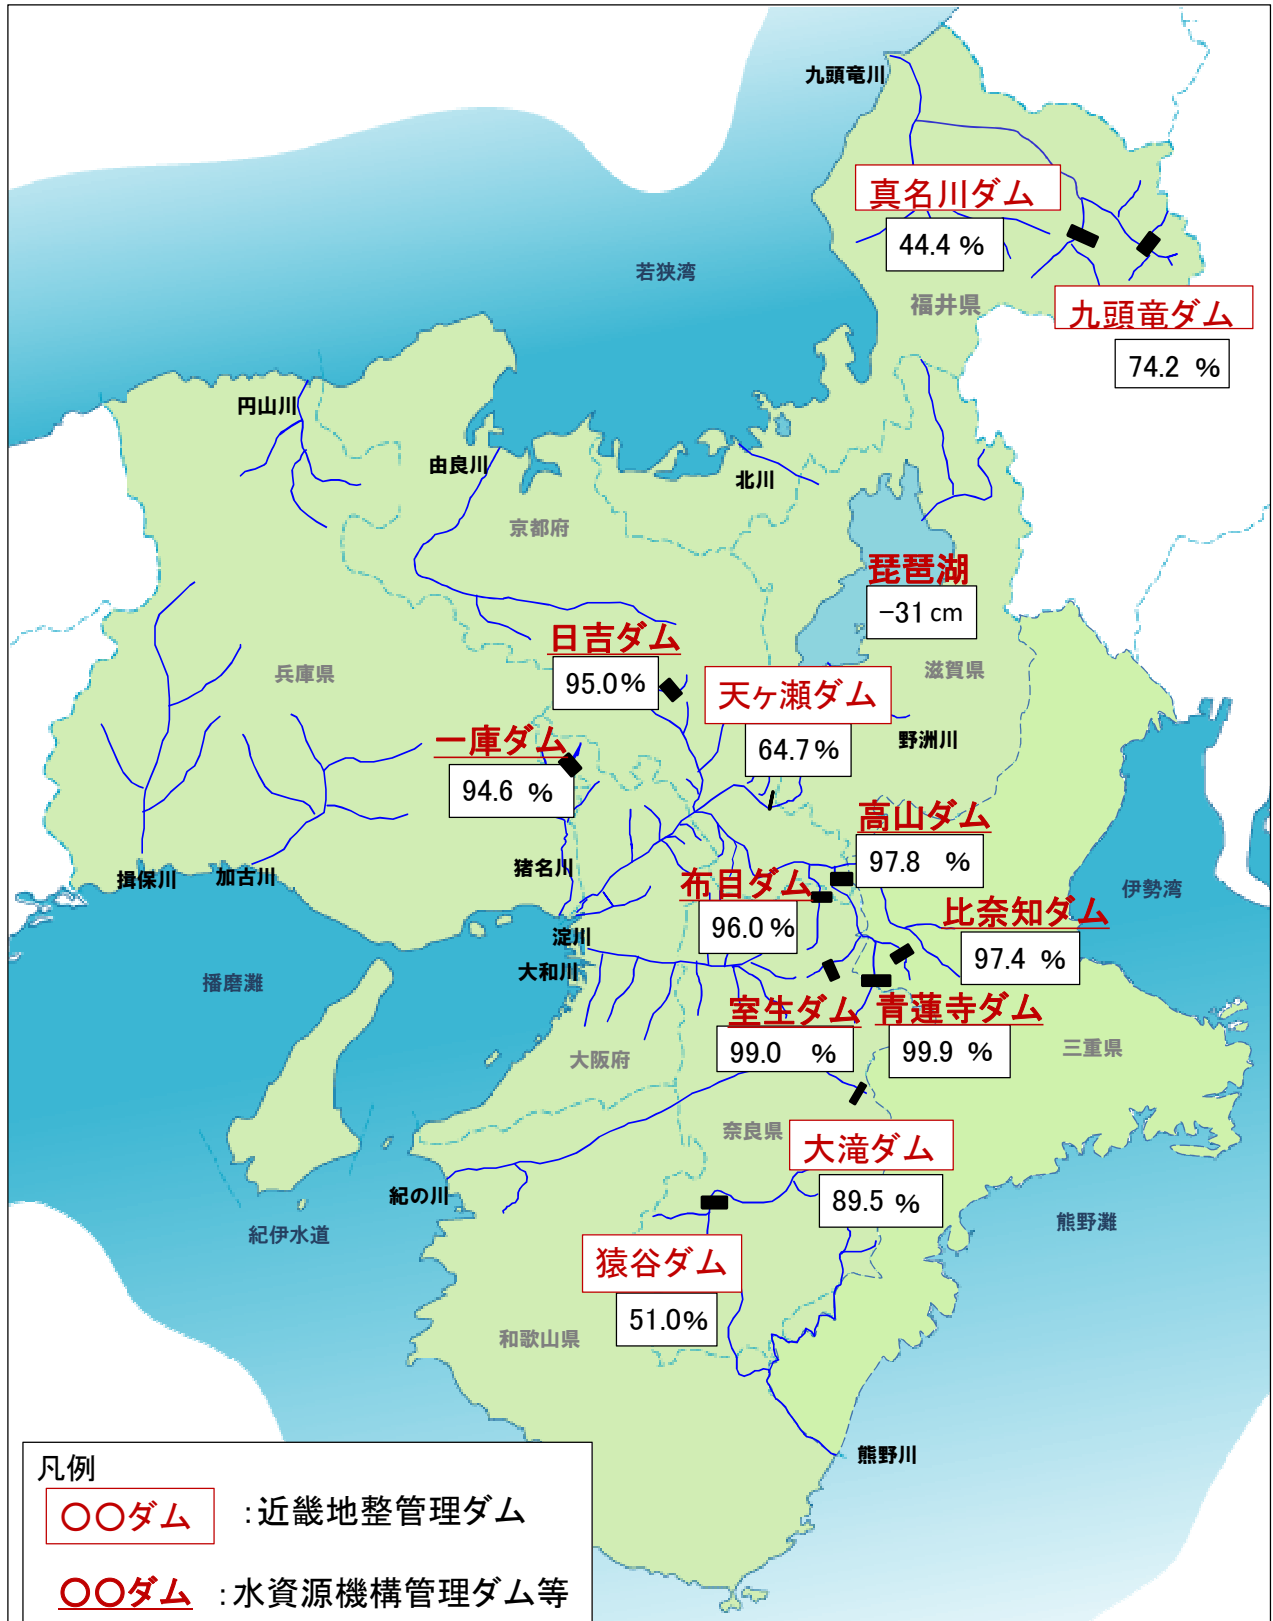 九頭竜川
真名川ダム
44.4 %
若狭湾
福井県
九頭竜ダム
74.2 %
円山川
由良川
北川
京都府
琵琶湖
-31 cm
日吉ダム
95.0%
兵庫県
滋賀県
天ヶ瀬ダム
64.7%
野洲川
一庫ダム
94.6 %
高山ダム
97.8 %
猪名川
揖保川
加古川
布目ダム
96.0 %
伊勢湾
比奈知ダム
97.4 %
淀川
大和川
播磨灘
室生ダム
99.0 %
青蓮寺ダム
99.9 %
大阪府
三重県
奈良県
大滝ダム
89.5 %
紀の川
紀伊水道
熊野灘
猿谷ダム
51.0%
和歌山県
熊野川
凡例
○○ダム :近畿地整管理ダム
○○ダム :水資源機構管理ダム等